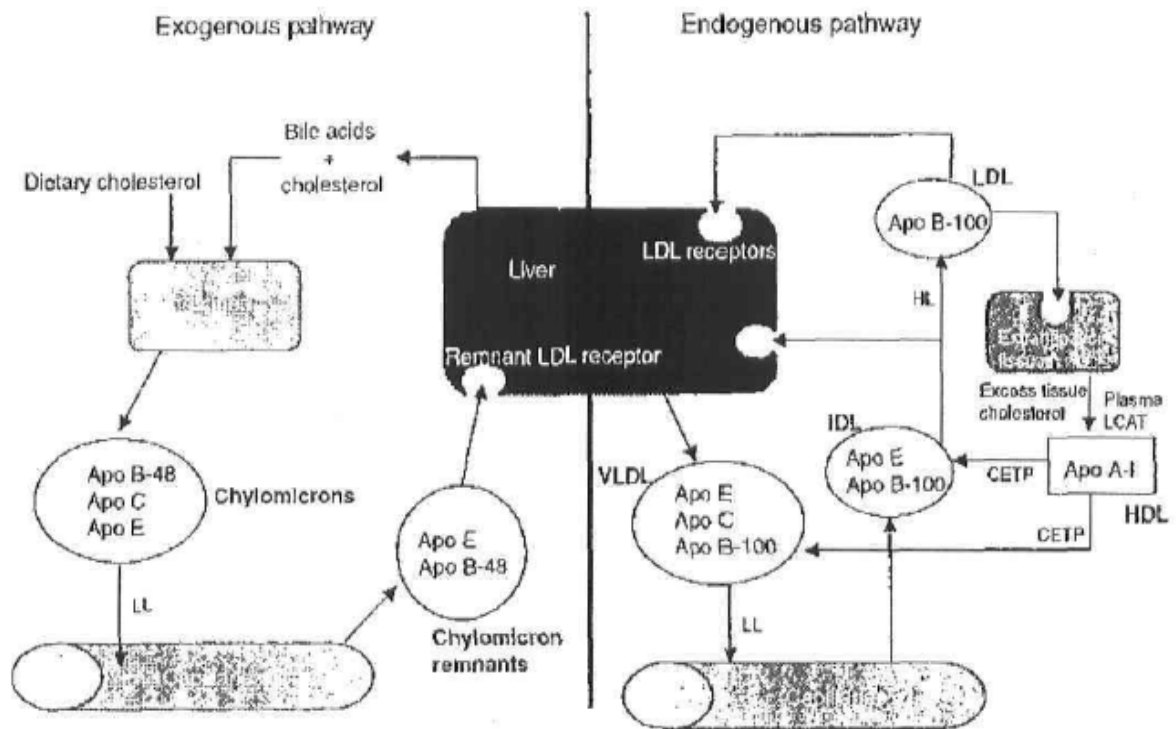 Exogenous pathway
Endogenous pathway
Bile acids
+
cholesterol
Dietary cholesterol
Liver
LDL receptors
Remnant LDL receptor
LDL
Apo B-100
HL
Excess tissue
cholesterol
Plasma
LCAT
IDL
Apo E
Apo B-100
CETP
Apo A-I
HDL
CETP
VLDL
Apo E
Apo C
Apo B-100
LL
Apo B-48
Apo C
Apo E
Chylomicrons
LL
Apo E
Apo B-48
Chylomicron
remnants